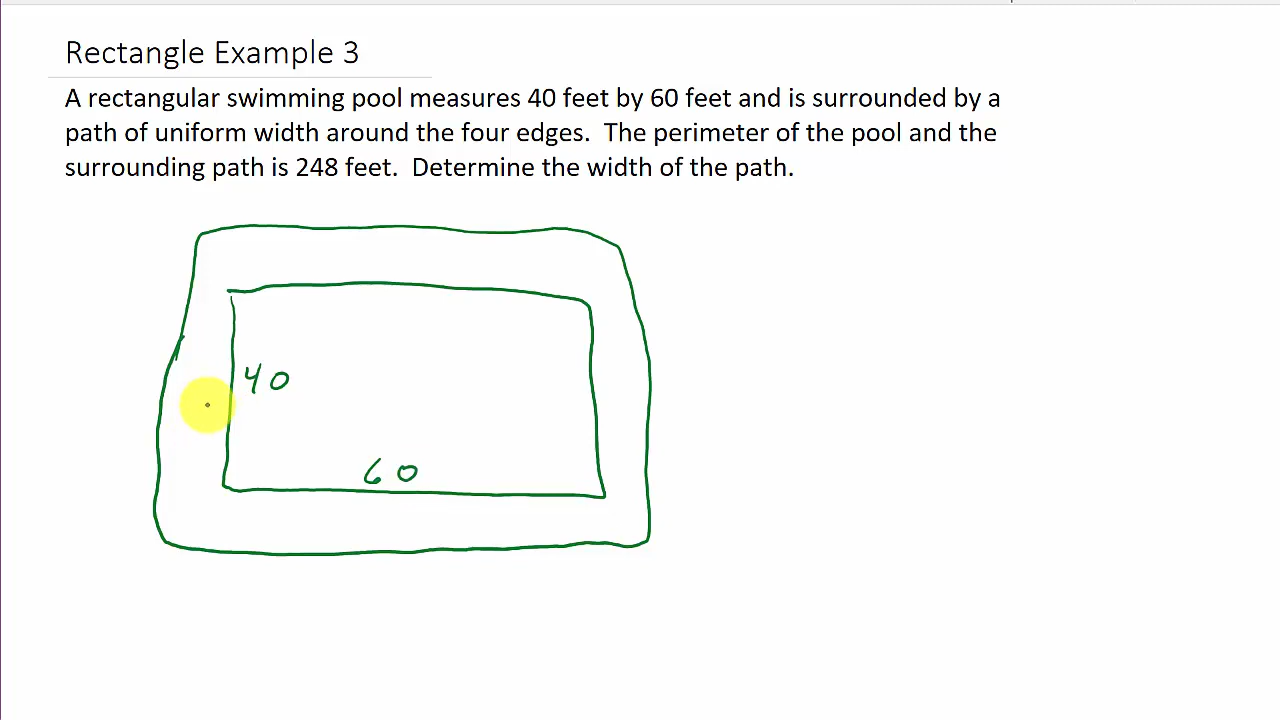 Rectangle Example 3
A rectangular swimming pool measures 40 feet by 60 feet and is surrounded by a
path of uniform width around the four edges.  The perimeter of the pool and the
surrounding path is 248 feet.  Determine the width of the path.
40
60